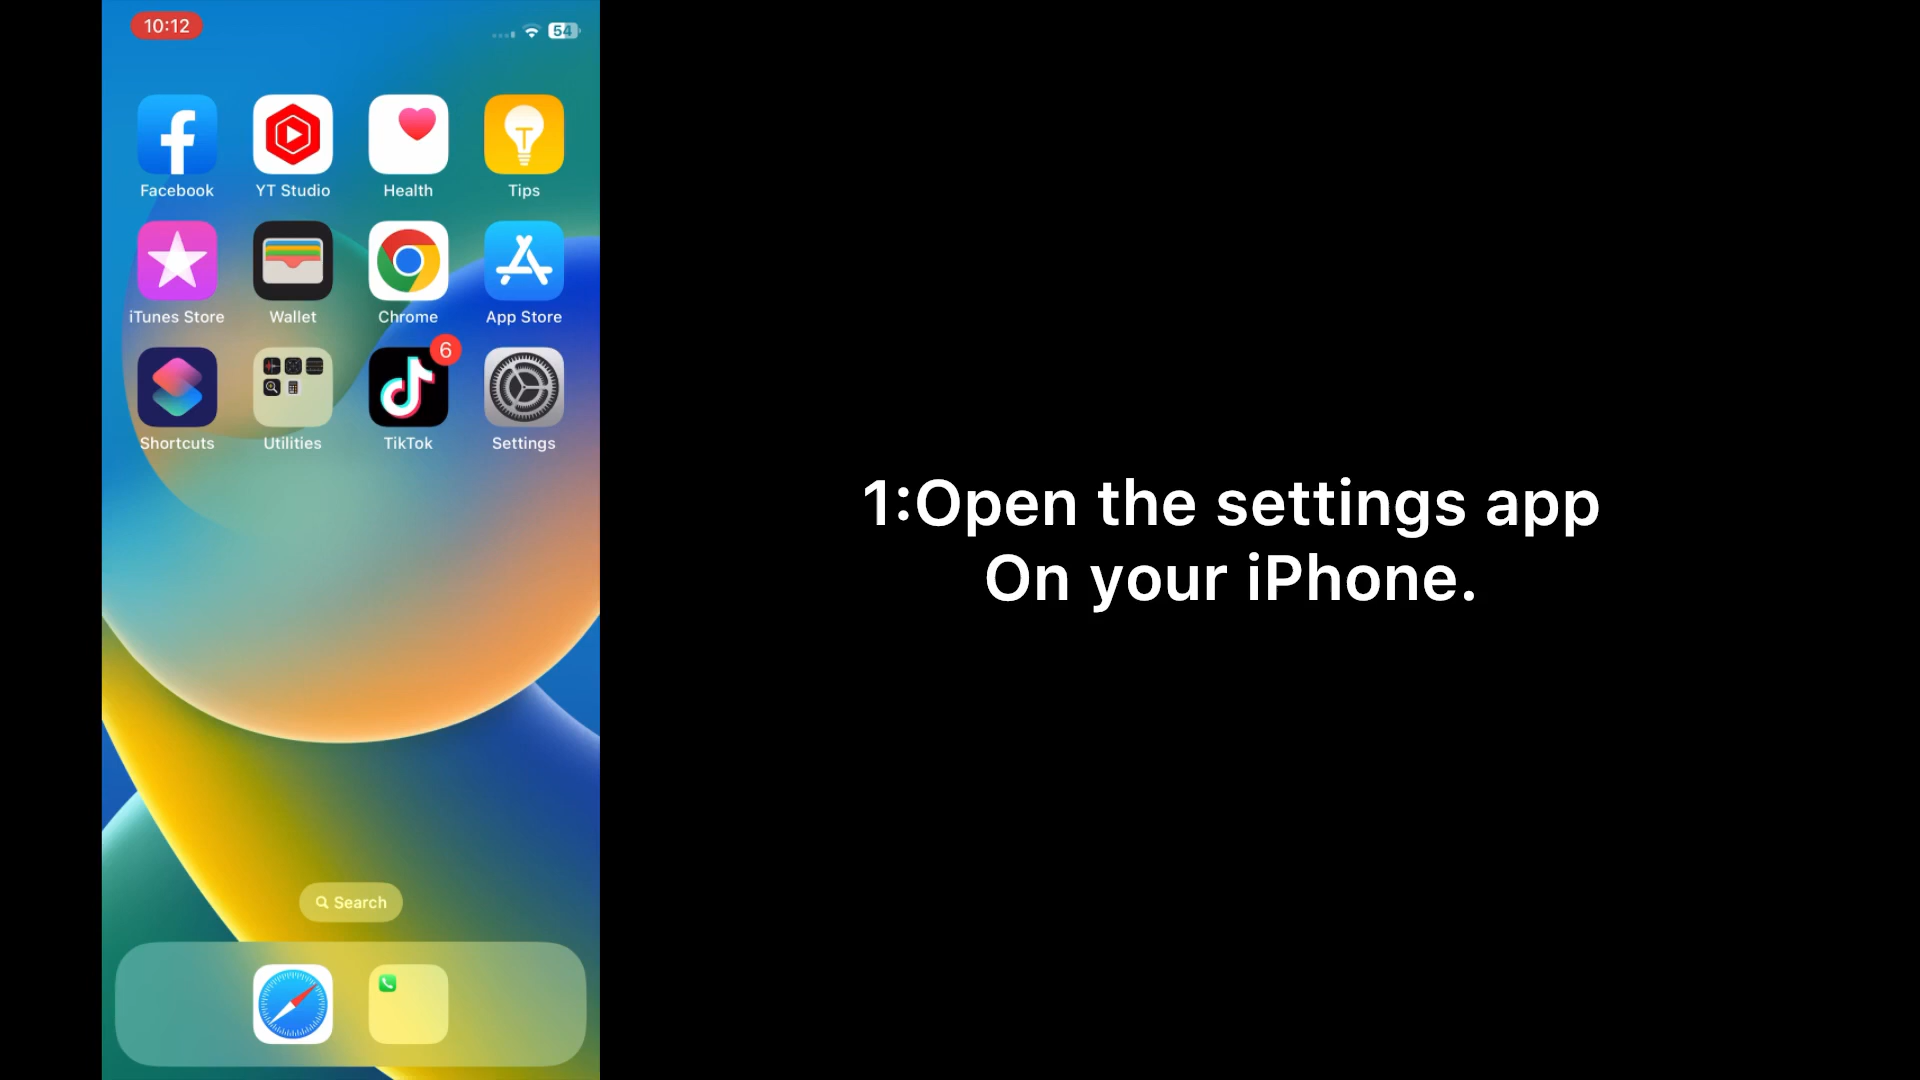 10:12
54
Facebook
YT Studio
Health
Tips
iTunes Store
Wallet
Chrome
App Store
6
Shortcuts
Utilities
TikTok
Settings
1:Open the settings app
On your iPhone.
Search